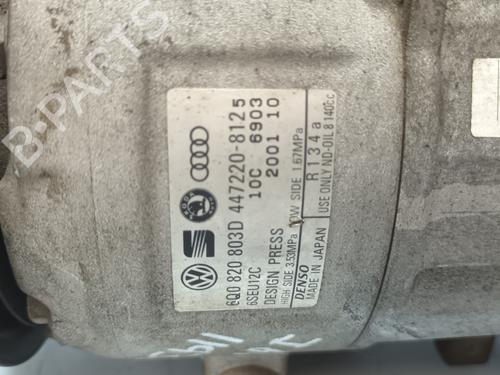 6Q0 820 803D 447220-8125
6SEU12C 10C 6903
2001 10
DESIGN PRESS
HIGH SIDE 3.53MPa LOW SIDE 1.67MPa
DENSO R134a
MADE IN JAPAN USE ONLY ND-OIL 8 140cc
SKODA
B-PARTS